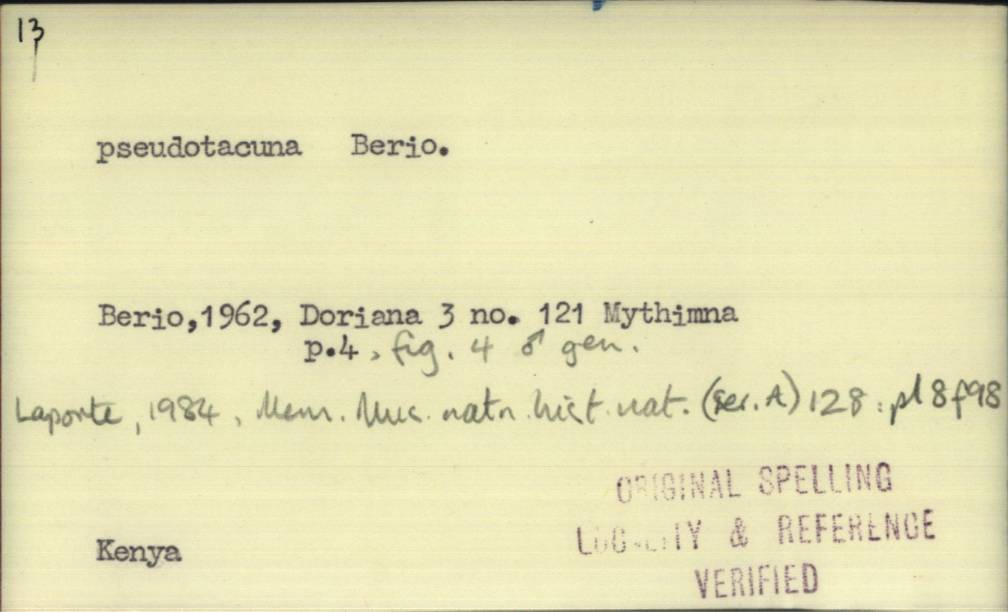 13
pseudotacuna Berio.
Berio,1962, Doriana 3 no. 121 Mythimna
p.4, fig. 4 ♂ gen.
Laporte, 1984, Mem. Mus. natn. hist. nat. (ser. A) 128: pl 8 f98
ORIGINAL SPELLING
LOCALITY & REFERENCE
Kenya
VERIFIED